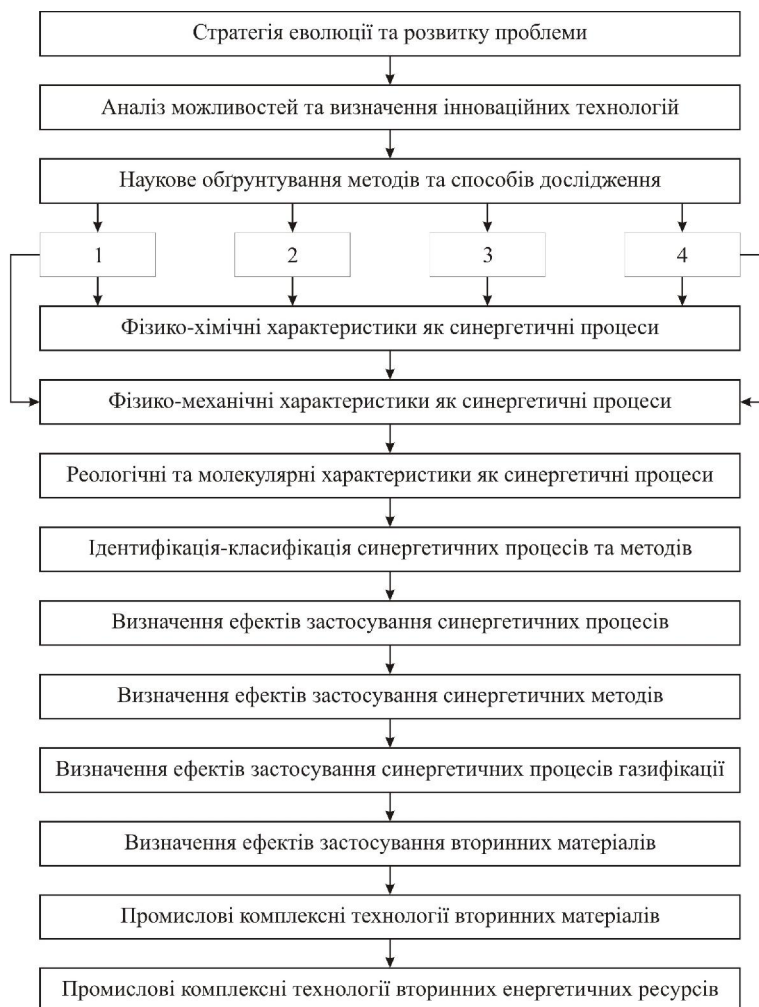 Стратегія еволюції та розвитку проблеми
Аналіз можливостей та визначення інноваційних технологій
Наукове обґрунтування методів та способів дослідження
1 2 3 4
Фізико-хімічні характеристики як синергетичні процеси
Фізико-механічні характеристики як синергетичні процеси
Реологічні та молекулярні характеристики як синергетичні процеси
Ідентифікація-класифікація синергетичних процесів та методів
Визначення ефектів застосування синергетичних процесів
Визначення ефектів застосування синергетичних методів
Визначення ефектів застосування синергетичних процесів газифікації
Визначення ефектів застосування вторинних матеріалів
Промислові комплексні технології вторинних матеріалів
Промислові комплексні технології вторинних енергетичних ресурсів